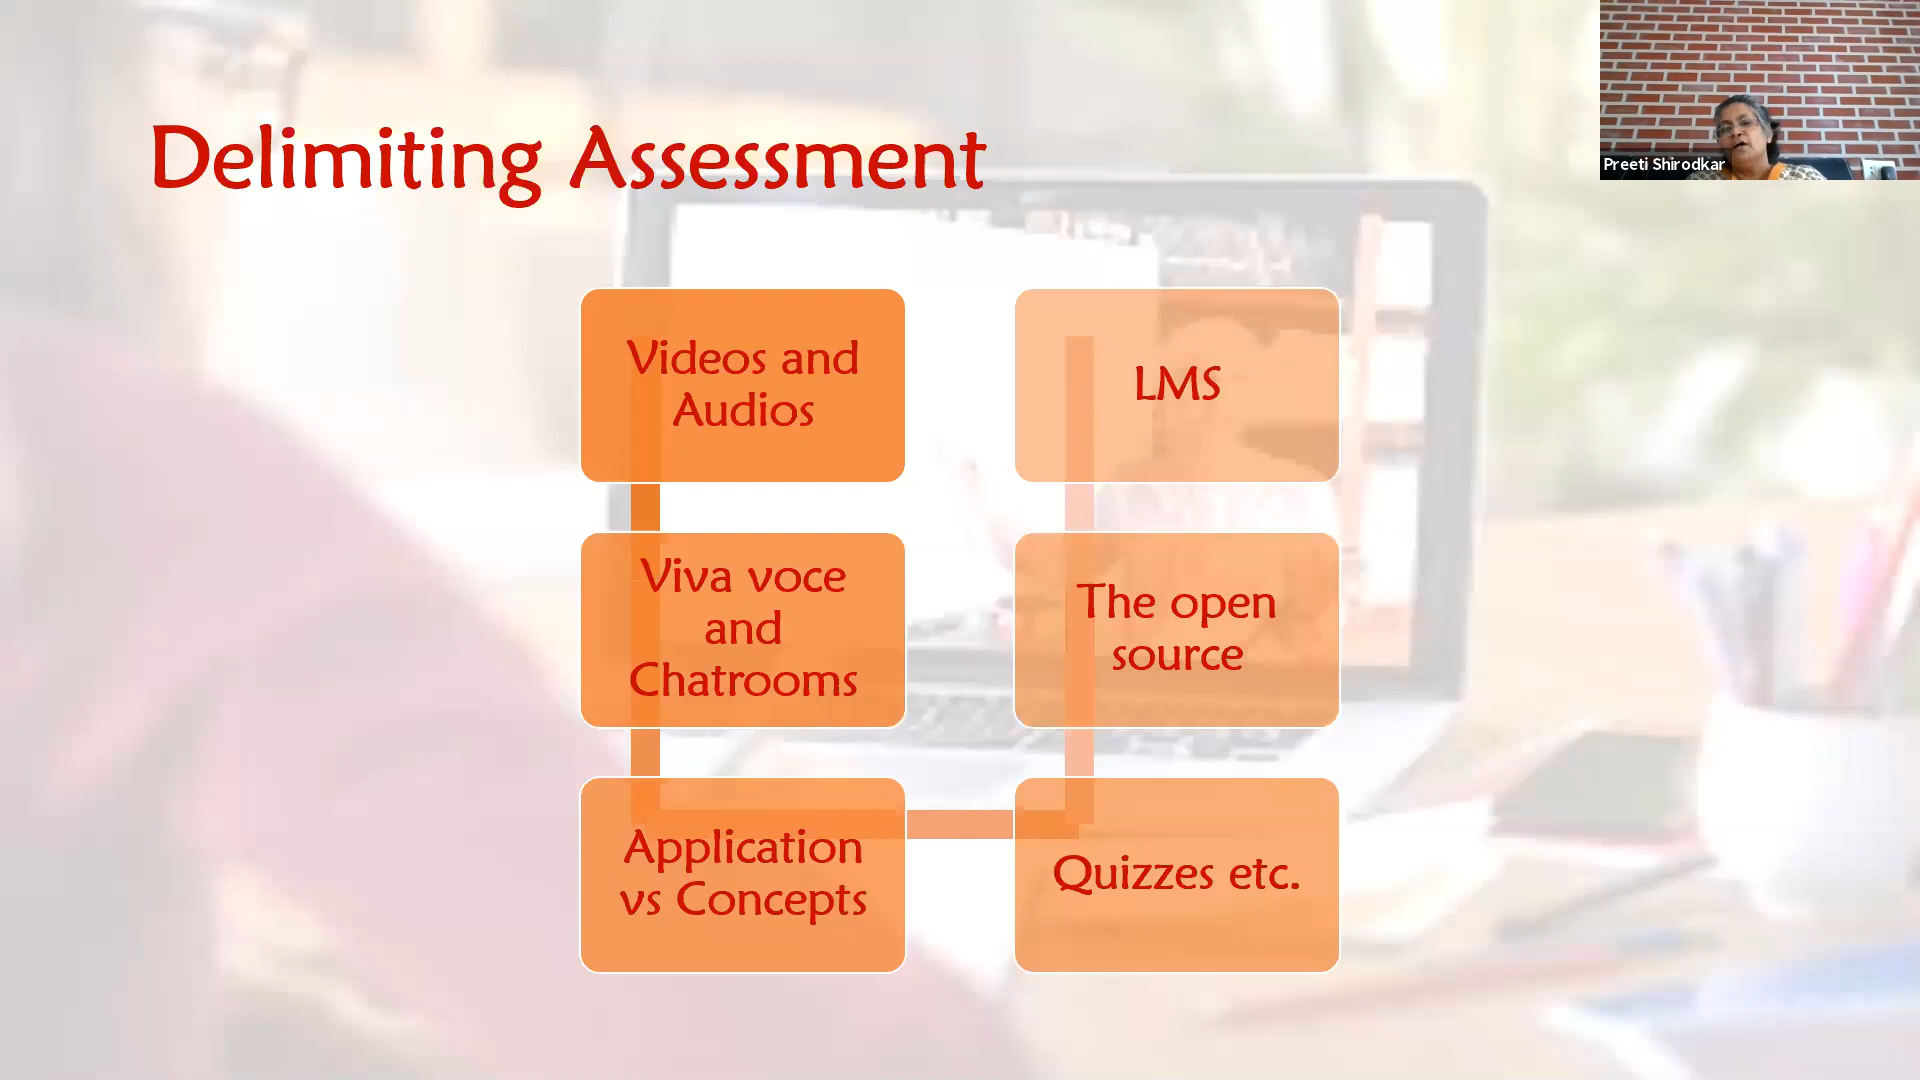 Delimiting Assessment
Preeti Shirodkar
Videos and
Audios
Viva voce
and
Chatrooms
Application
vs Concepts
Quizzes etc.
The open
source
LMS